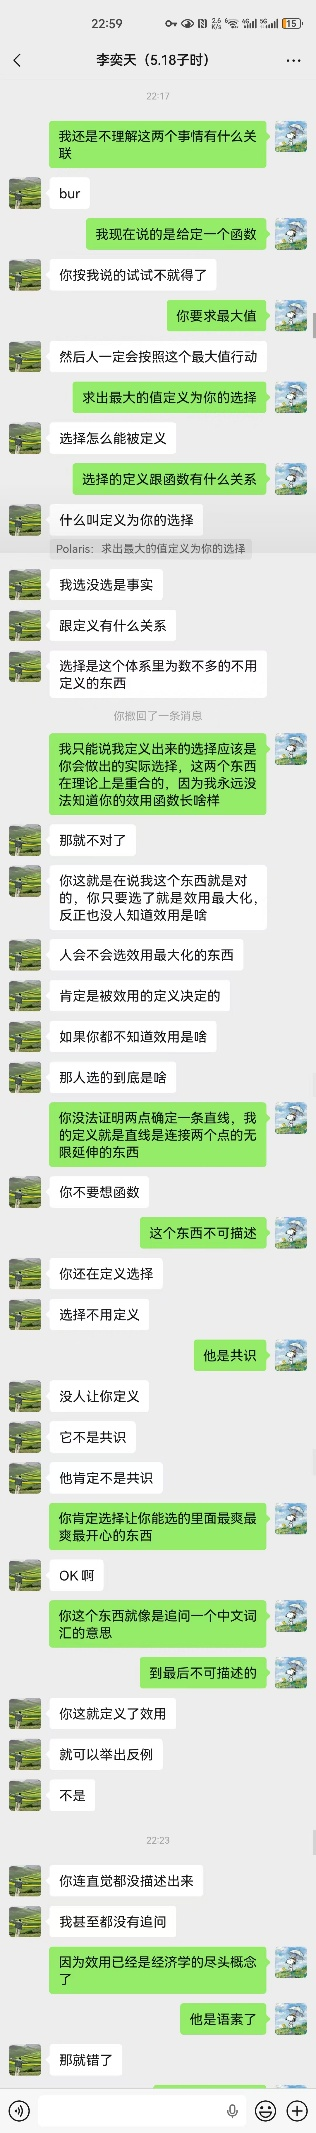 22:59
2.6
K/s
6
4G
5G
15
李奕天（5.18子时）
22:17
我还是不理解这两个事情有什么关
联
bur
我现在说的是给定一个函数
你按我说的试试不就得了
你要求最大值
然后人一定会按照这个最大值行动
求出最大的值定义为你的选择
选择怎么能被定义
选择的定义跟函数有什么关系
什么叫定义为你的选择
Polaris：求出最大的值定义为你的选择
我选没选是事实
跟定义有什么关系
选择是这个体系里为数不多的不用
定义的东西
你撤回了一条消息
我只能说我定义出来的选择应该是
你会做出的实际选择，这两个东西
在理论上是重合的，因为我永远没
法知道你的效用函数长啥样
那就不对了
你这就是在说我这个东西就是对
的，你只要选了就是效用最大化，
反正也没人知道效用是啥
人会不会选效用最大化的东西
肯定是被效用的定义决定的
如果你都不知道效用是啥
那人选的到底是啥
你没法证明两点确定一条直线，我
的定义就是直线是连接两个点的无
限延伸的东西
你不要想函数
这个东西不可描述
你还在定义选择
选择不用定义
他是共识
没人让你定义
它不是共识
他肯定不是共识
你肯定选择让你能选的里面最爽最
爽最开心的东西
OK 啊
你这个东西就像是追问一个中文词
汇的意思
到最后不可描述的
你这就定义了效用
就可以举出反例
不是
22:23
你连直觉都没描述出来
我甚至都没有追问
因为效用已经是经济学的尽头概念
了
他是语素了
那就错了